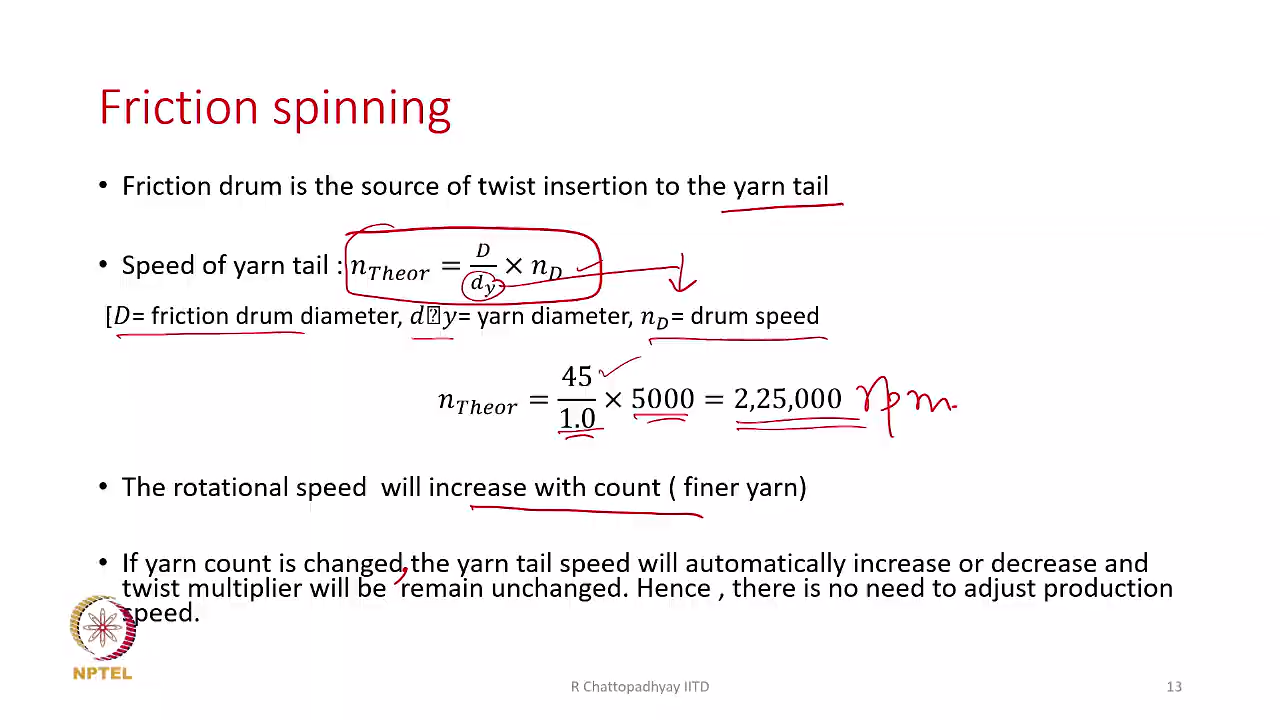 Friction spinning
• Friction drum is the source of twist insertion to the yarn tail
• Speed of yarn tail : n_Theor = D/d_y × n_D
[D= friction drum diameter, d⍰y= yarn diameter, n_D= drum speed
n_Theor = 45/1.0 × 5000 = 2,25,000 rpm.
• The rotational speed will increase with count ( finer yarn)
• If yarn count is changed,the yarn tail speed will automatically increase or decrease and
twist multiplier will be remain unchanged. Hence , there is no need to adjust production
speed.
NPTEL
R Chattopadhyay IITD
13